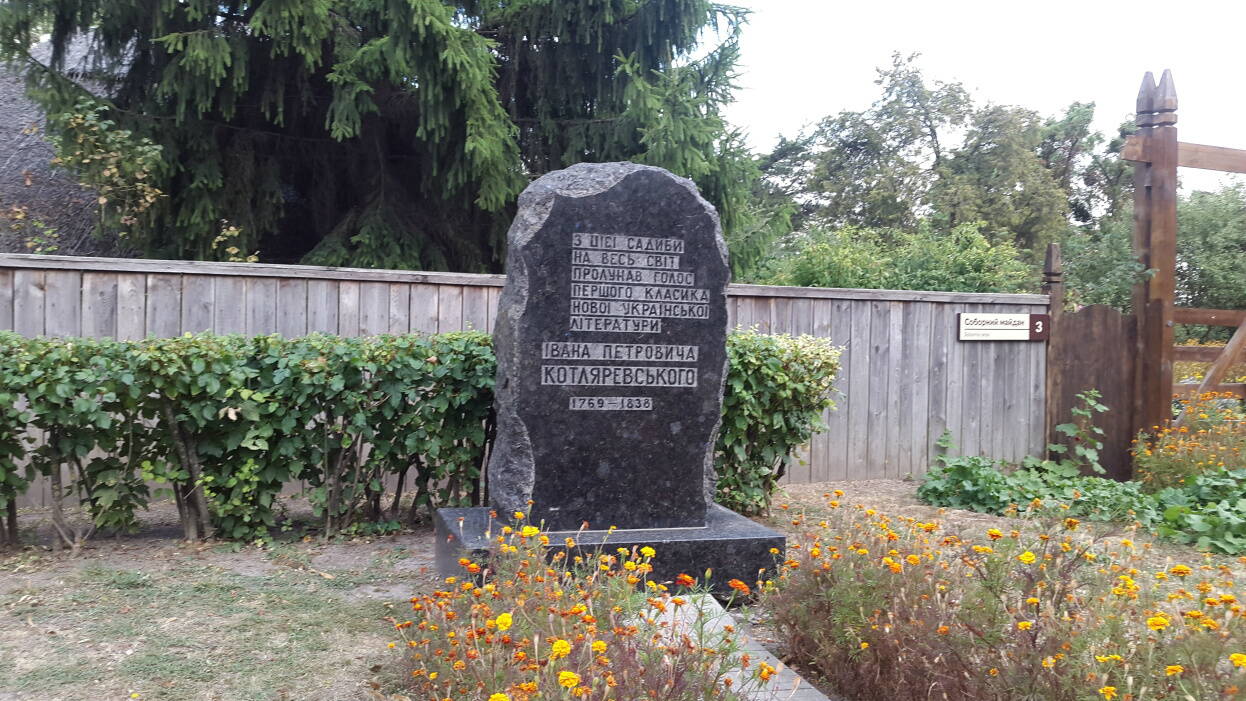 З ЦІЄЇ САДИБИ
НА ВЕСЬ СВІТ
ПРОЛУНАВ ГОЛОС
ПЕРШОГО КЛАСИКА
НОВОЇ УКРАЇНСЬКОЇ
ЛІТЕРАТУРИ
ІВАНА ПЕТРОВИЧА
КОТЛЯРЕВСЬКОГО
1769–1838
Соборний майдан 3